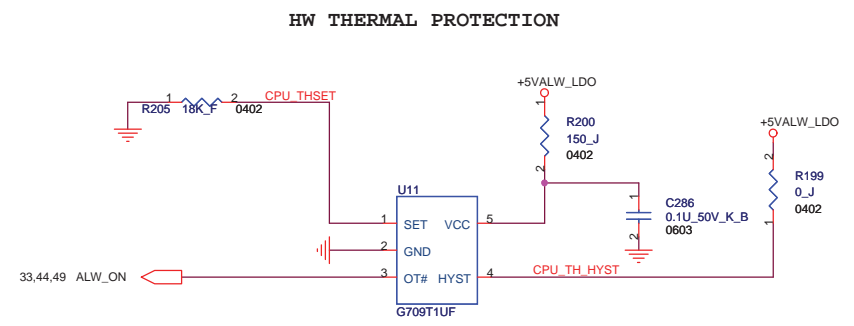 HW THERMAL PROTECTION
+5VALW_LDO
1 2 CPU_THSET
R205 18K_F 0402
1
R200
150_J
0402
2
+5VALW_LDO
2
R199
0_J
0402
1
U11
1 SET VCC 5
2 GND
3 OT# HYST 4
G709T1UF
1
C286
0.1U_50V_K_B
0603
2
CPU_TH_HYST
33,44,49 ALW_ON